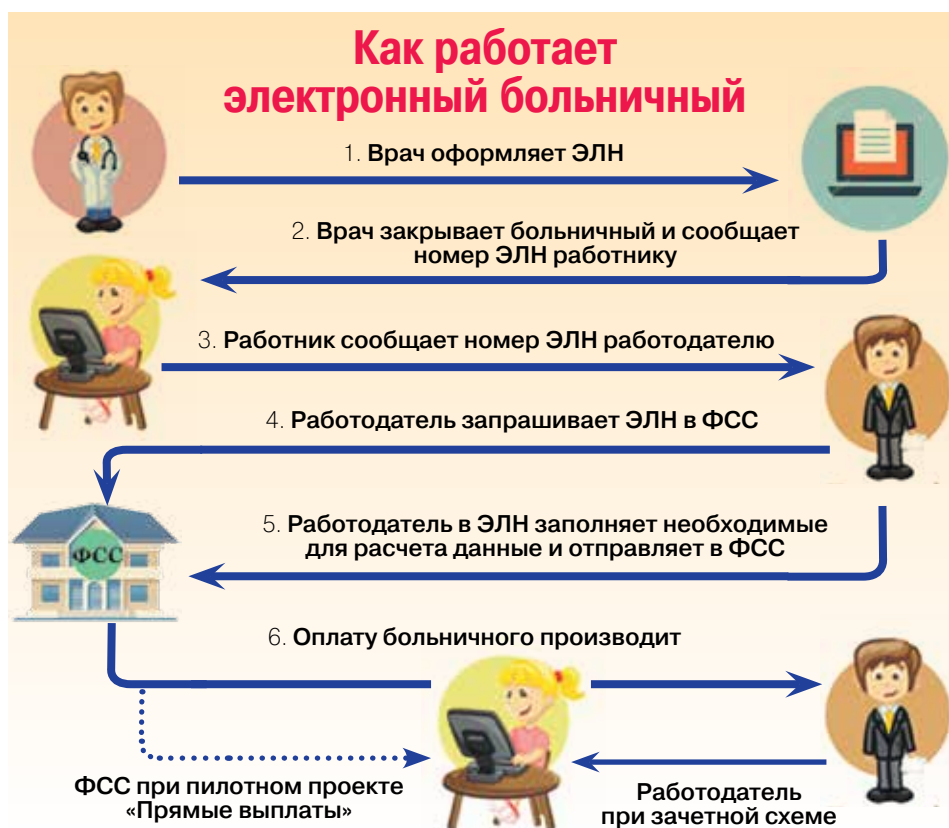 Как работает
электронный больничный
1. Врач оформляет ЭЛН
2. Врач закрывает больничный и сообщает
номер ЭЛН работнику
3. Работник сообщает номер ЭЛН работодателю
4. Работодатель запрашивает ЭЛН в ФСС
5. Работодатель в ЭЛН заполняет необходимые
для расчета данные и отправляет в ФСС
ФСС
6. Оплату больничного производит
ФСС при пилотном проекте
«Прямые выплаты»
Работодатель
при зачетной схеме